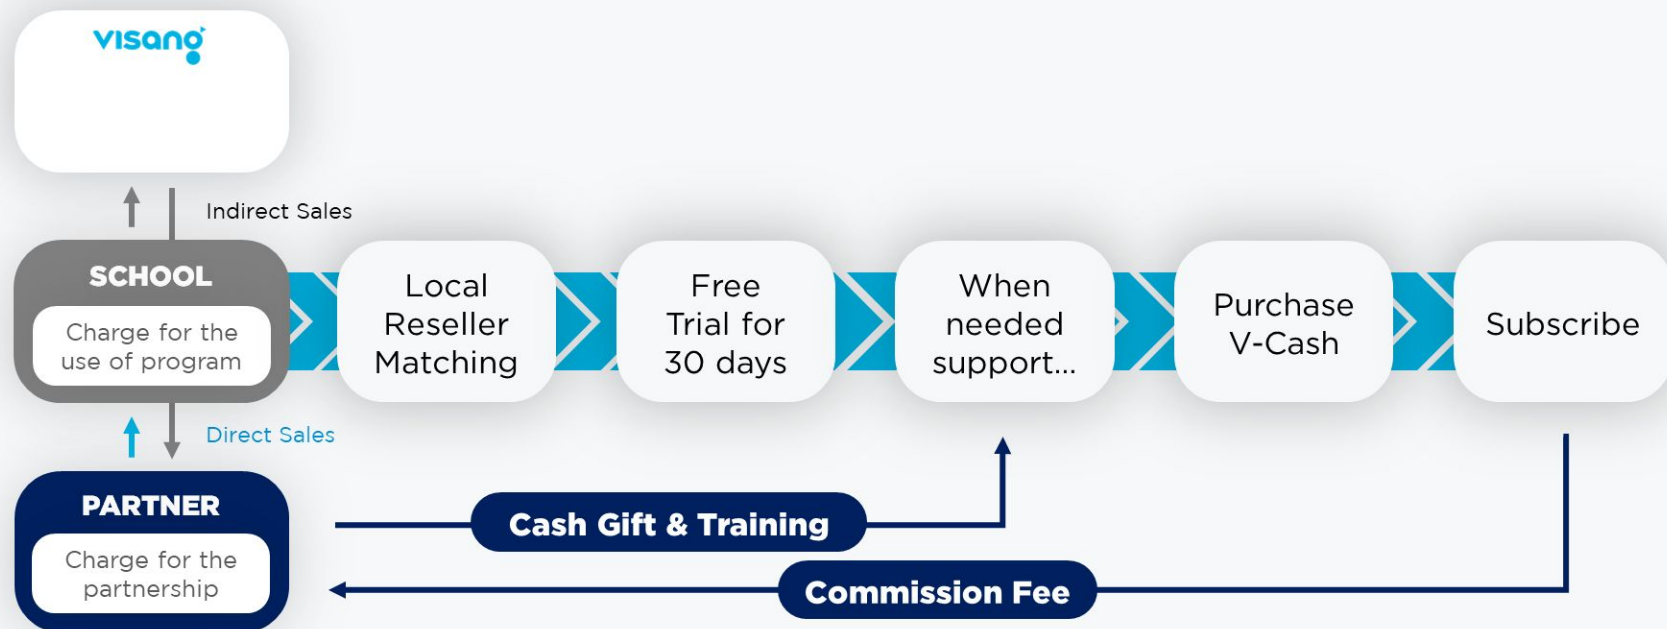 visang
Indirect Sales
SCHOOL
Charge for the
use of program
Local
Reseller
Matching
Free
Trial for
30 days
When
needed
support...
Purchase
V-Cash
Subscribe
Direct Sales
PARTNER
Charge for the
partnership
Cash Gift & Training
Commission Fee